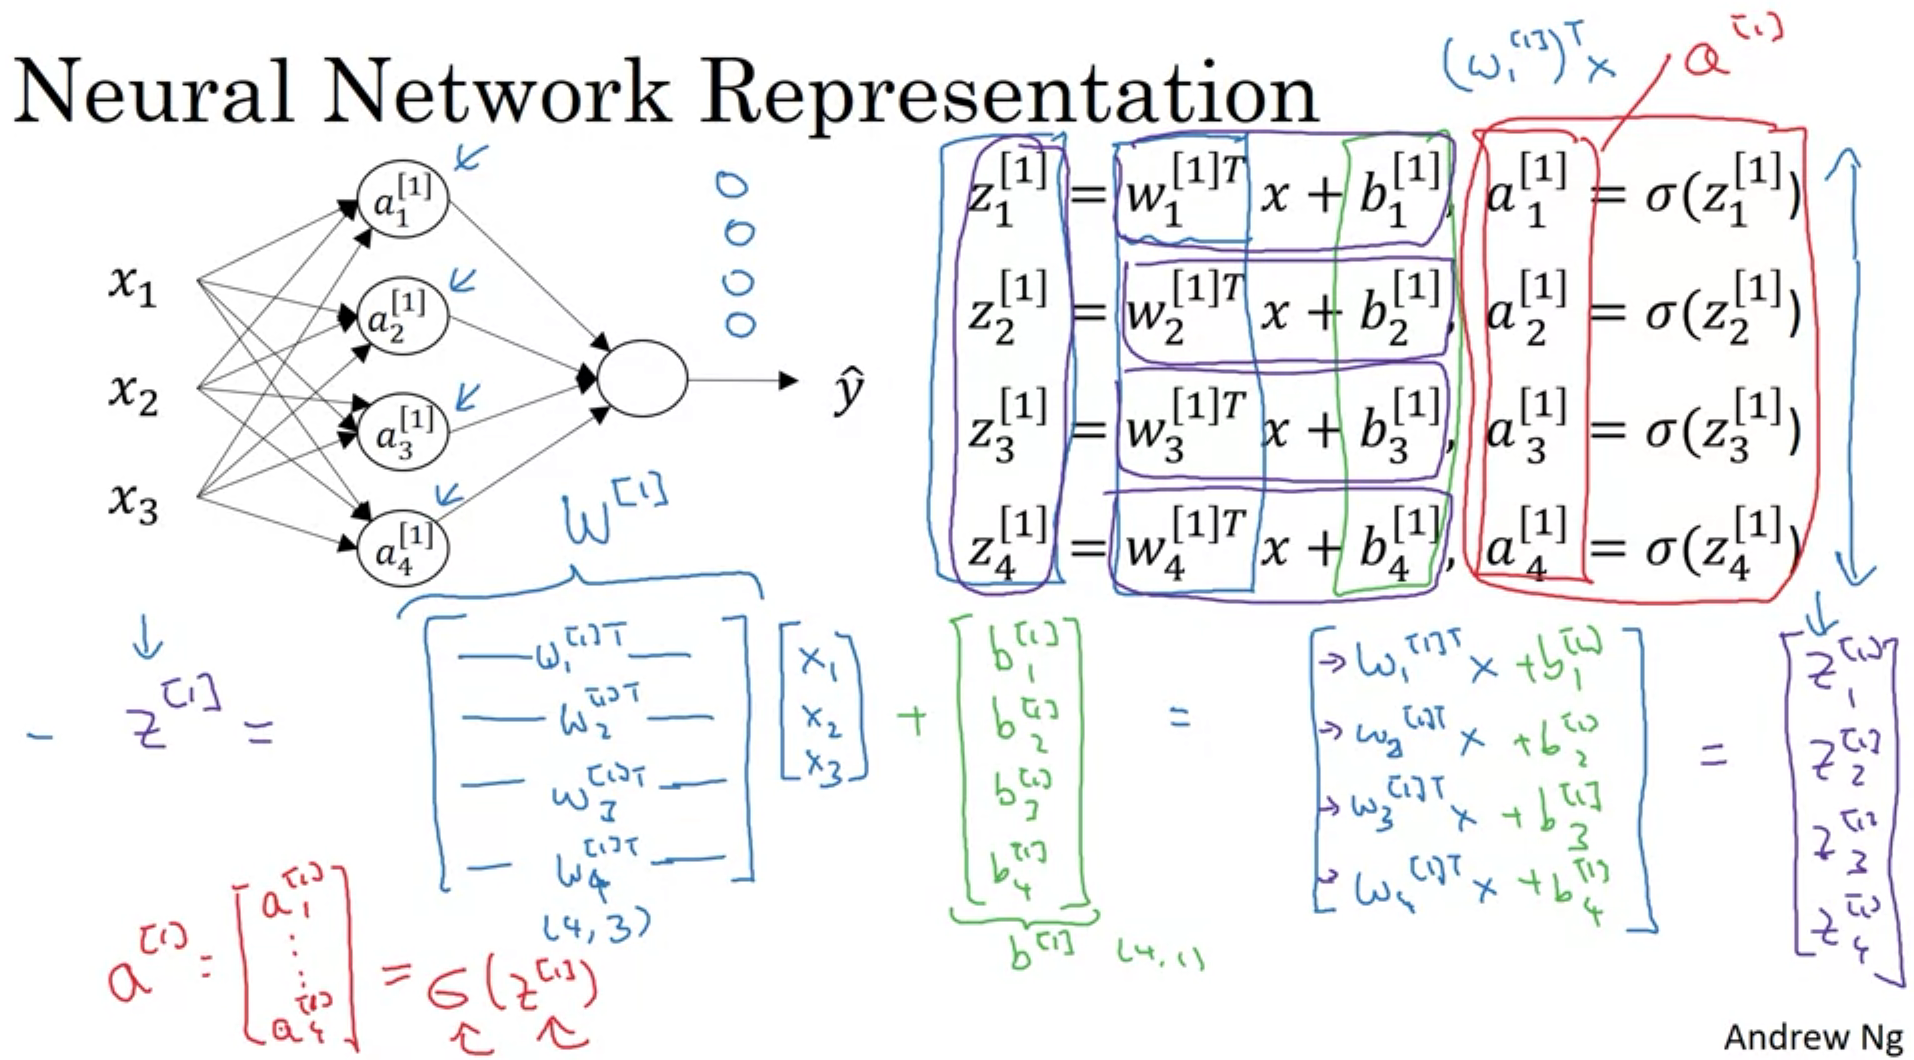 Neural Network Representation
(w₁^[1])^T x
a^[1]
x₁
x₂
x₃
a₁^[1]
a₂^[1]
a₃^[1]
a₄^[1]
ŷ
z₁^[1] = w₁^[1]T x + b₁^[1], a₁^[1] = σ(z₁^[1])
z₂^[1] = w₂^[1]T x + b₂^[1], a₂^[1] = σ(z₂^[1])
z₃^[1] = w₃^[1]T x + b₃^[1], a₃^[1] = σ(z₃^[1])
z₄^[1] = w₄^[1]T x + b₄^[1], a₄^[1] = σ(z₄^[1])
W^[1]
z^[1] =
w₁^[1]T
w₂^[1]T
w₃^[1]T
w₄^[1]T
(4,3)
x₁
x₂
x₃
+
b₁^[1]
b₂^[1]
b₃^[1]
b₄^[1]
b^[1] (4,1)
=
→ w₁^[1]T x + b₁^[1]
→ w₂^[1]T x + b₂^[1]
→ w₃^[1]T x + b₃^[1]
→ w₄^[1]T x + b₄^[1]
=
z₁^[1]
z₂^[1]
z₃^[1]
z₄^[1]
a^[1] =
a₁^[1]
⋮
a₄^[1]
= σ(z^[1])
Andrew Ng